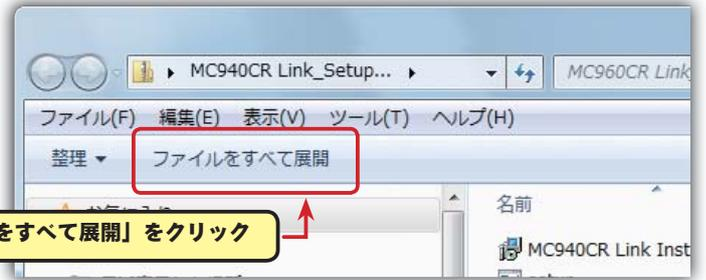 MC940CR Link_Setup...
MC960CR Link
ファイル(F) 編集(E) 表示(V) ツール(T) ヘルプ(H)
整理 ファイルをすべて展開
名前
をすべて展開」をクリック
MC940CR Link Inst